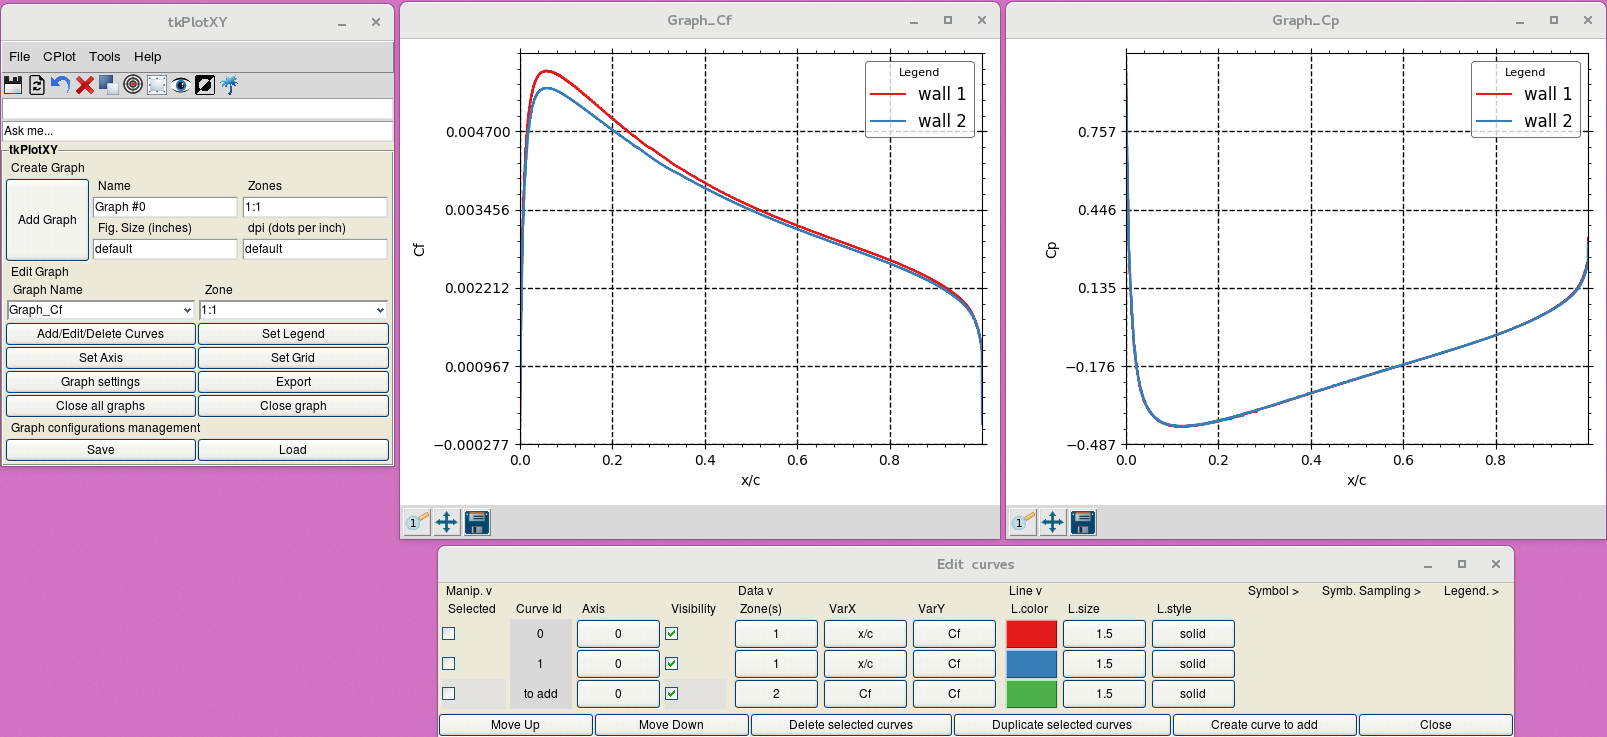 tkPlotXY
File CPlot Tools Help
Ask me...
tkPlotXY
Create Graph
Add Graph
Name Zones
Graph #0 1:1
Fig. Size (inches) dpi (dots per inch)
default default
Edit Graph
Graph Name Zone
Graph_Cf 1:1
Add/Edit/Delete Curves Set Legend
Set Axis Set Grid
Graph settings Export
Close all graphs Close graph
Graph configurations management
Save Load
Graph_Cf
Legend
wall 1
wall 2
0.004700
0.003456
0.002212
0.000967
−0.000277
Cf
0.0 0.2 0.4 0.6 0.8
x/c
1
Graph_Cp
Legend
wall 1
wall 2
0.757
0.446
0.135
−0.176
−0.487
Cp
0.0 0.2 0.4 0.6 0.8
x/c
1
Edit curves
Manip. v Data v Line v Symbol > Symb. Sampling > Legend. >
Selected Curve Id Axis Visibility Zone(s) VarX VarY L.color L.size L.style
0 0 1 x/c Cf 1.5 solid
1 0 1 x/c Cf 1.5 solid
to add 0 2 Cf Cf 1.5 solid
Move Up Move Down Delete selected curves Duplicate selected curves Create curve to add Close